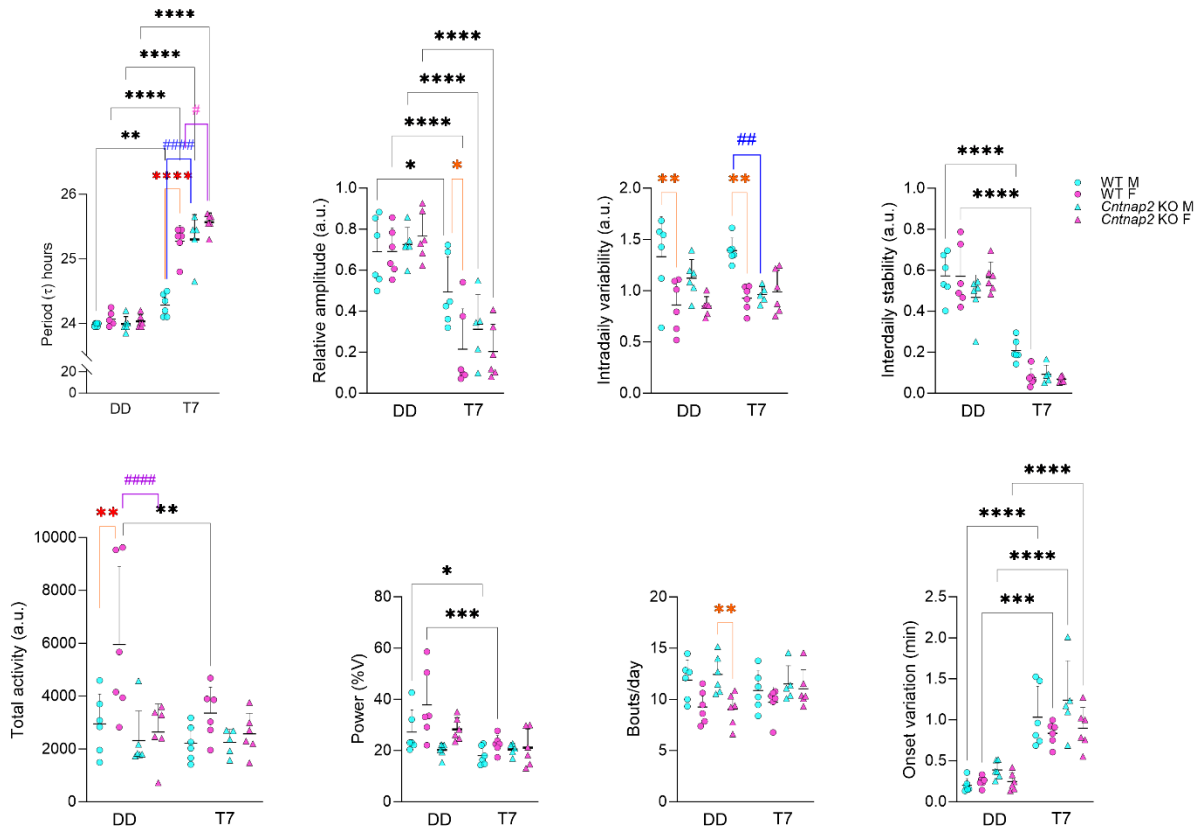 ****
****
****
**
#
####
****
Period (τ) hours
26
25
24
20
0
DD
T7
****
****
****
*
*
Relative amplitude (a.u.)
1.0
0.8
0.6
0.4
0.2
0.0
DD
T7
##
**
**
Intradaily variability (a.u.)
2.0
1.5
1.0
0.5
0.0
DD
T7
****
****
Interdaily stability (a.u.)
1.0
0.8
0.6
0.4
0.2
0.0
DD
T7
WT M
WT F
Cntnap2 KO M
Cntnap2 KO F
####
**
**
Total activity (a.u.)
10000
8000
6000
4000
2000
0
DD
T7
*
***
Power (%V)
80
60
40
20
0
DD
T7
**
Bouts/day
20
15
10
5
0
DD
T7
****
****
****
***
Onset variation (min)
2.5
2.0
1.5
1.0
0.5
0.0
DD
T7